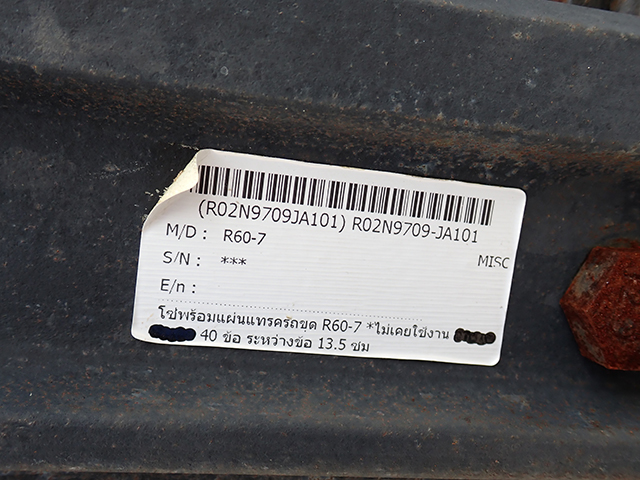 (R02N9709JA101) R02N9709-JA101
M/D : R60-7
S/N : ***
MISC
E/n :
โซ่พร้อมแผ่นแทรครถขุด R60-7 *ไม่เคยใช้งาน
40 ข้อ ระหว่างข้อ 13.5 ซม